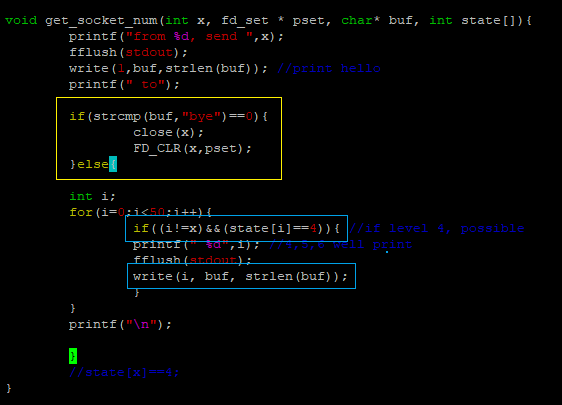 void get_socket_num(int x, fd_set * pset, char* buf, int state[]){
printf("from %d, send ",x);
fflush(stdout);
write(1,buf,strlen(buf)); //print hello
printf(" to");
if(strcmp(buf,"bye")==0){
close(x);
FD_CLR(x,pset);
}else{
int i;
for(i=0;i<50;i++){
if((i!=x)&&(state[i]==4)){ //if level 4, possible
printf(" %d",i); //4,5,6 well print
fflush(stdout);
write(i, buf, strlen(buf));
}
}
printf("\n");
}
//state[x]==4;
}